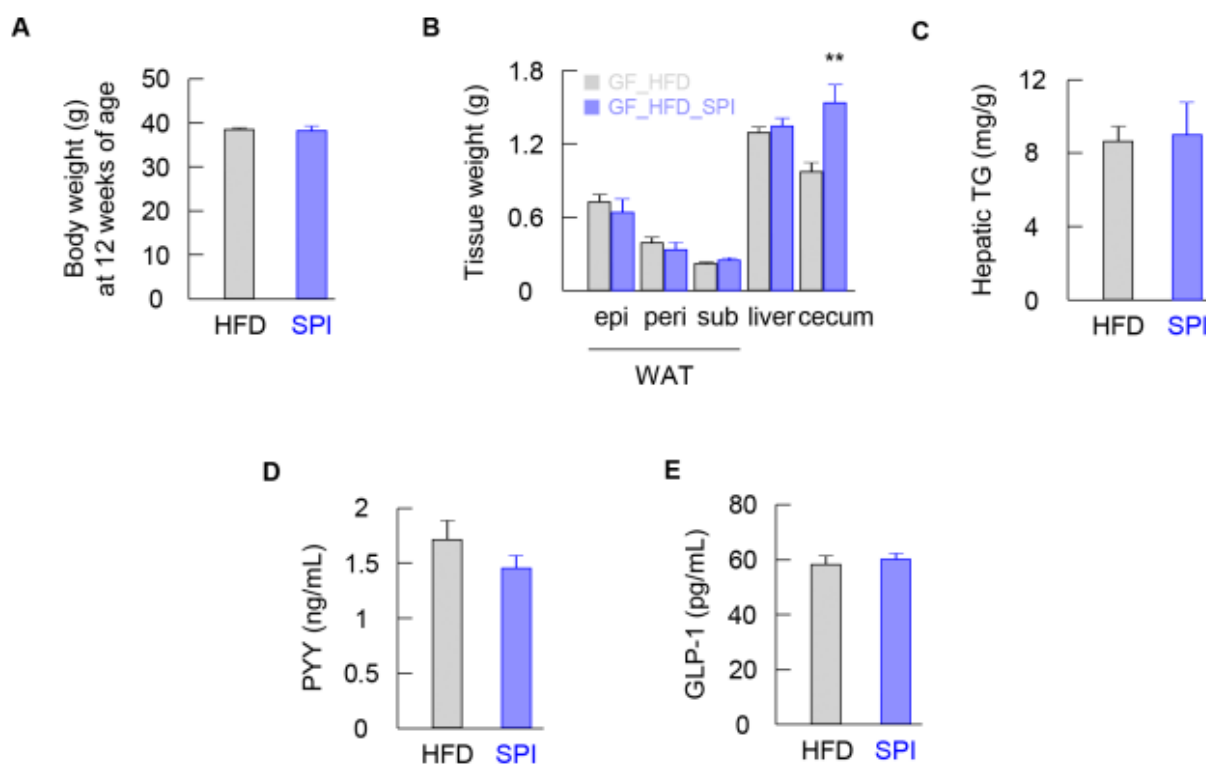 A
Body weight (g)
at 12 weeks of age
50
40
30
20
10
0
HFD SPI
B
**
Tissue weight (g)
1.8
1.2
0.6
0
GF_HFD
GF_HFD_SPI
epi peri sub liver cecum
WAT
C
Hepatic TG (mg/g)
12
8
4
0
HFD SPI
D
PYY (ng/mL)
2
1.5
1
0.5
0
HFD SPI
E
GLP-1 (pg/mL)
80
60
40
20
0
HFD SPI